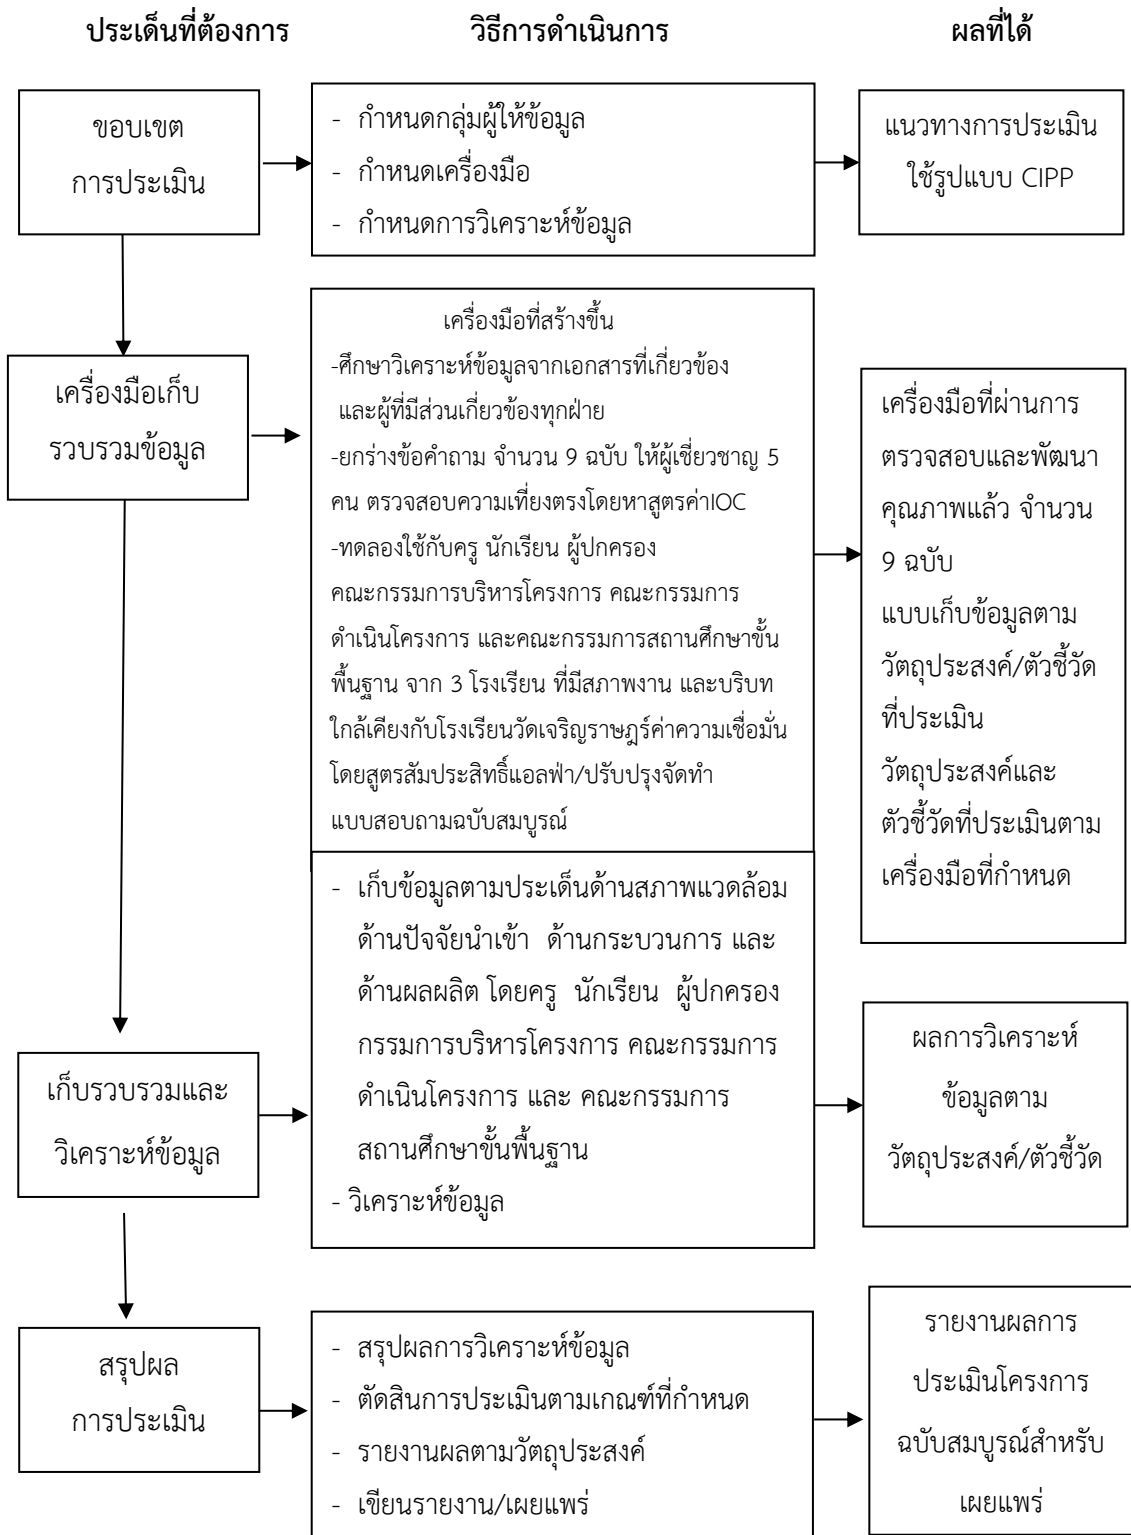 ประเด็นที่ต้องการ
วิธีการดำเนินการ
ผลที่ได้
ขอบเขต
การประเมิน
- กำหนดกลุ่มผู้ให้ข้อมูล
- กำหนดเครื่องมือ
- กำหนดการวิเคราะห์ข้อมูล
แนวทางการประเมิน
ใช้รูปแบบ CIPP
เครื่องมือเก็บ
รวบรวมข้อมูล
เครื่องมือที่สร้างขึ้น
-ศึกษาวิเคราะห์ข้อมูลจากเอกสารที่เกี่ยวข้อง
และผู้ที่มีส่วนเกี่ยวข้องทุกฝ่าย
-ยกร่างข้อคำถาม จำนวน 9 ฉบับ ให้ผู้เชี่ยวชาญ 5
คน ตรวจสอบความเที่ยงตรงโดยหาสูตรค่าIOC
-ทดลองใช้กับครู นักเรียน ผู้ปกครอง
คณะกรรมการบริหารโครงการ คณะกรรมการ
ดำเนินโครงการ และคณะกรรมการสถานศึกษาขั้น
พื้นฐาน จาก 3 โรงเรียน ที่มีสภาพงาน และบริบท
ใกล้เคียงกับโรงเรียนวัดเจริญราษฎร์ค่าความเชื่อมั่น
โดยสูตรสัมประสิทธิ์แอลฟ่า/ปรับปรุงจัดทำ
แบบสอบถามฉบับสมบูรณ์
เครื่องมือที่ผ่านการ
ตรวจสอบและพัฒนา
คุณภาพแล้ว จำนวน
9 ฉบับ
แบบเก็บข้อมูลตาม
วัตถุประสงค์/ตัวชี้วัด
ที่ประเมิน
วัตถุประสงค์และ
ตัวชี้วัดที่ประเมินตาม
เครื่องมือที่กำหนด
เก็บรวบรวมและ
วิเคราะห์ข้อมูล
- เก็บข้อมูลตามประเด็นด้านสภาพแวดล้อม
ด้านปัจจัยนำเข้า ด้านกระบวนการ และ
ด้านผลผลิต โดยครู นักเรียน ผู้ปกครอง
กรรมการบริหารโครงการ คณะกรรมการ
ดำเนินโครงการ และ คณะกรรมการ
สถานศึกษาขั้นพื้นฐาน
- วิเคราะห์ข้อมูล
ผลการวิเคราะห์
ข้อมูลตาม
วัตถุประสงค์/ตัวชี้วัด
สรุปผล
การประเมิน
- สรุปผลการวิเคราะห์ข้อมูล
- ตัดสินการประเมินตามเกณฑ์ที่กำหนด
- รายงานผลตามวัตถุประสงค์
- เขียนรายงาน/เผยแพร่
รายงานผลการ
ประเมินโครงการ
ฉบับสมบูรณ์สำหรับ
เผยแพร่